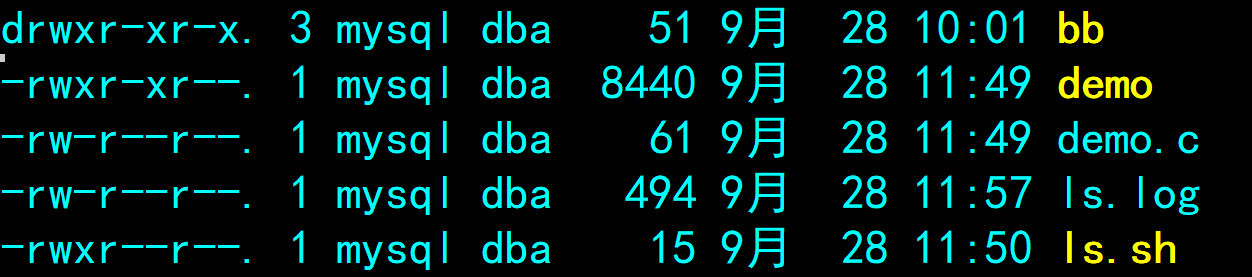 drwxr-xr-x. 3 mysql dba 51 9月 28 10:01 bb
-rwxr-xr--. 1 mysql dba 8440 9月 28 11:49 demo
-rw-r--r--. 1 mysql dba 61 9月 28 11:49 demo.c
-rw-r--r--. 1 mysql dba 494 9月 28 11:57 ls.log
-rwxr--r--. 1 mysql dba 15 9月 28 11:50 ls.sh